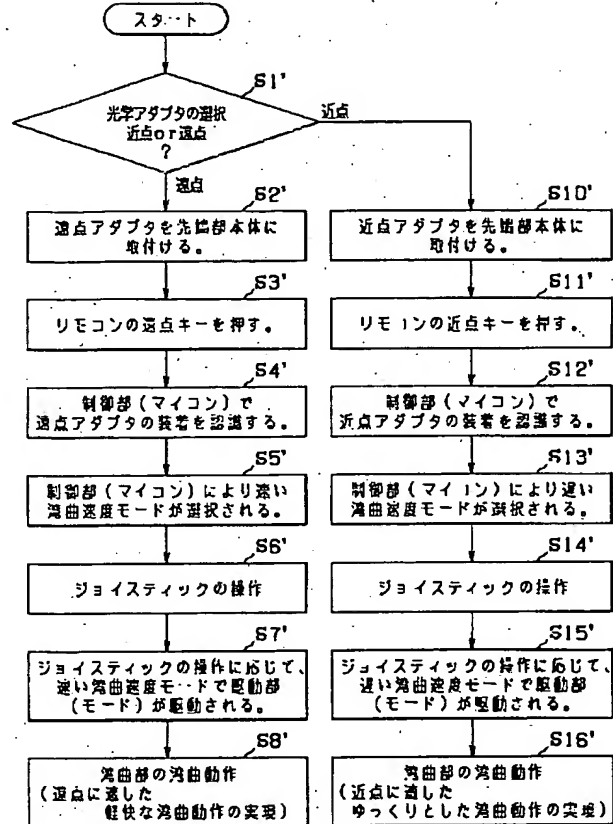 スタート
S1'
光学アダプタの選択
近点or遠点
?
近点
遠点
S2'
遠点アダプタを先端部本体に
取付ける。
S3'
リモコンの遠点キーを押す。
S4'
制御部(マイコン)で
遠点アダプタの装着を認識する。
S5'
制御部(マイコン)により速い
湾曲速度モードが選択される。
S6'
ジョイスティックの操作
S7'
ジョイスティックの操作に応じて、
速い湾曲速度モードで駆動部
(モード)が駆動される。
S8'
湾曲部の湾曲動作
(遠点に適した
軽快な湾曲動作の実現)
S10'
近点アダプタを先端部本体に
取付ける。
S11'
リモコンの近点キーを押す。
S12'
制御部(マイコン)で
近点アダプタの装着を認識する。
S13'
制御部(マイコン)により遅い
湾曲速度モードが選択される。
S14'
ジョイスティックの操作
S15'
ジョイスティックの操作に応じて、
遅い湾曲速度モードで駆動部
(モード)が駆動される。
S16'
湾曲部の湾曲動作
(近点に適した
ゆっくりとした湾曲動作の実現)